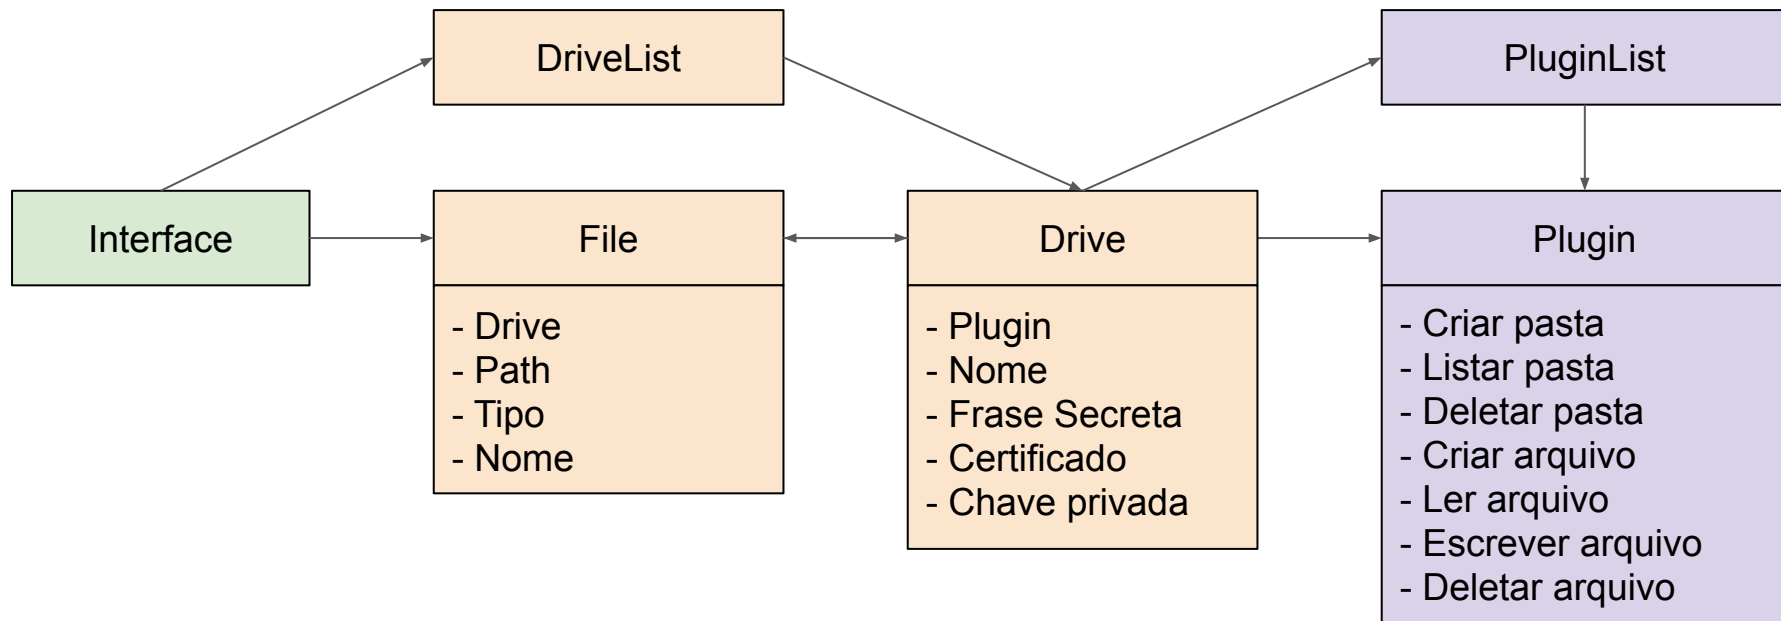 DriveList
PluginList
Interface
File
Drive
Plugin
- Drive
- Path
- Tipo
- Nome
- Plugin
- Nome
- Frase Secreta
- Certificado
- Chave privada
- Criar pasta
- Listar pasta
- Deletar pasta
- Criar arquivo
- Ler arquivo
- Escrever arquivo
- Deletar arquivo